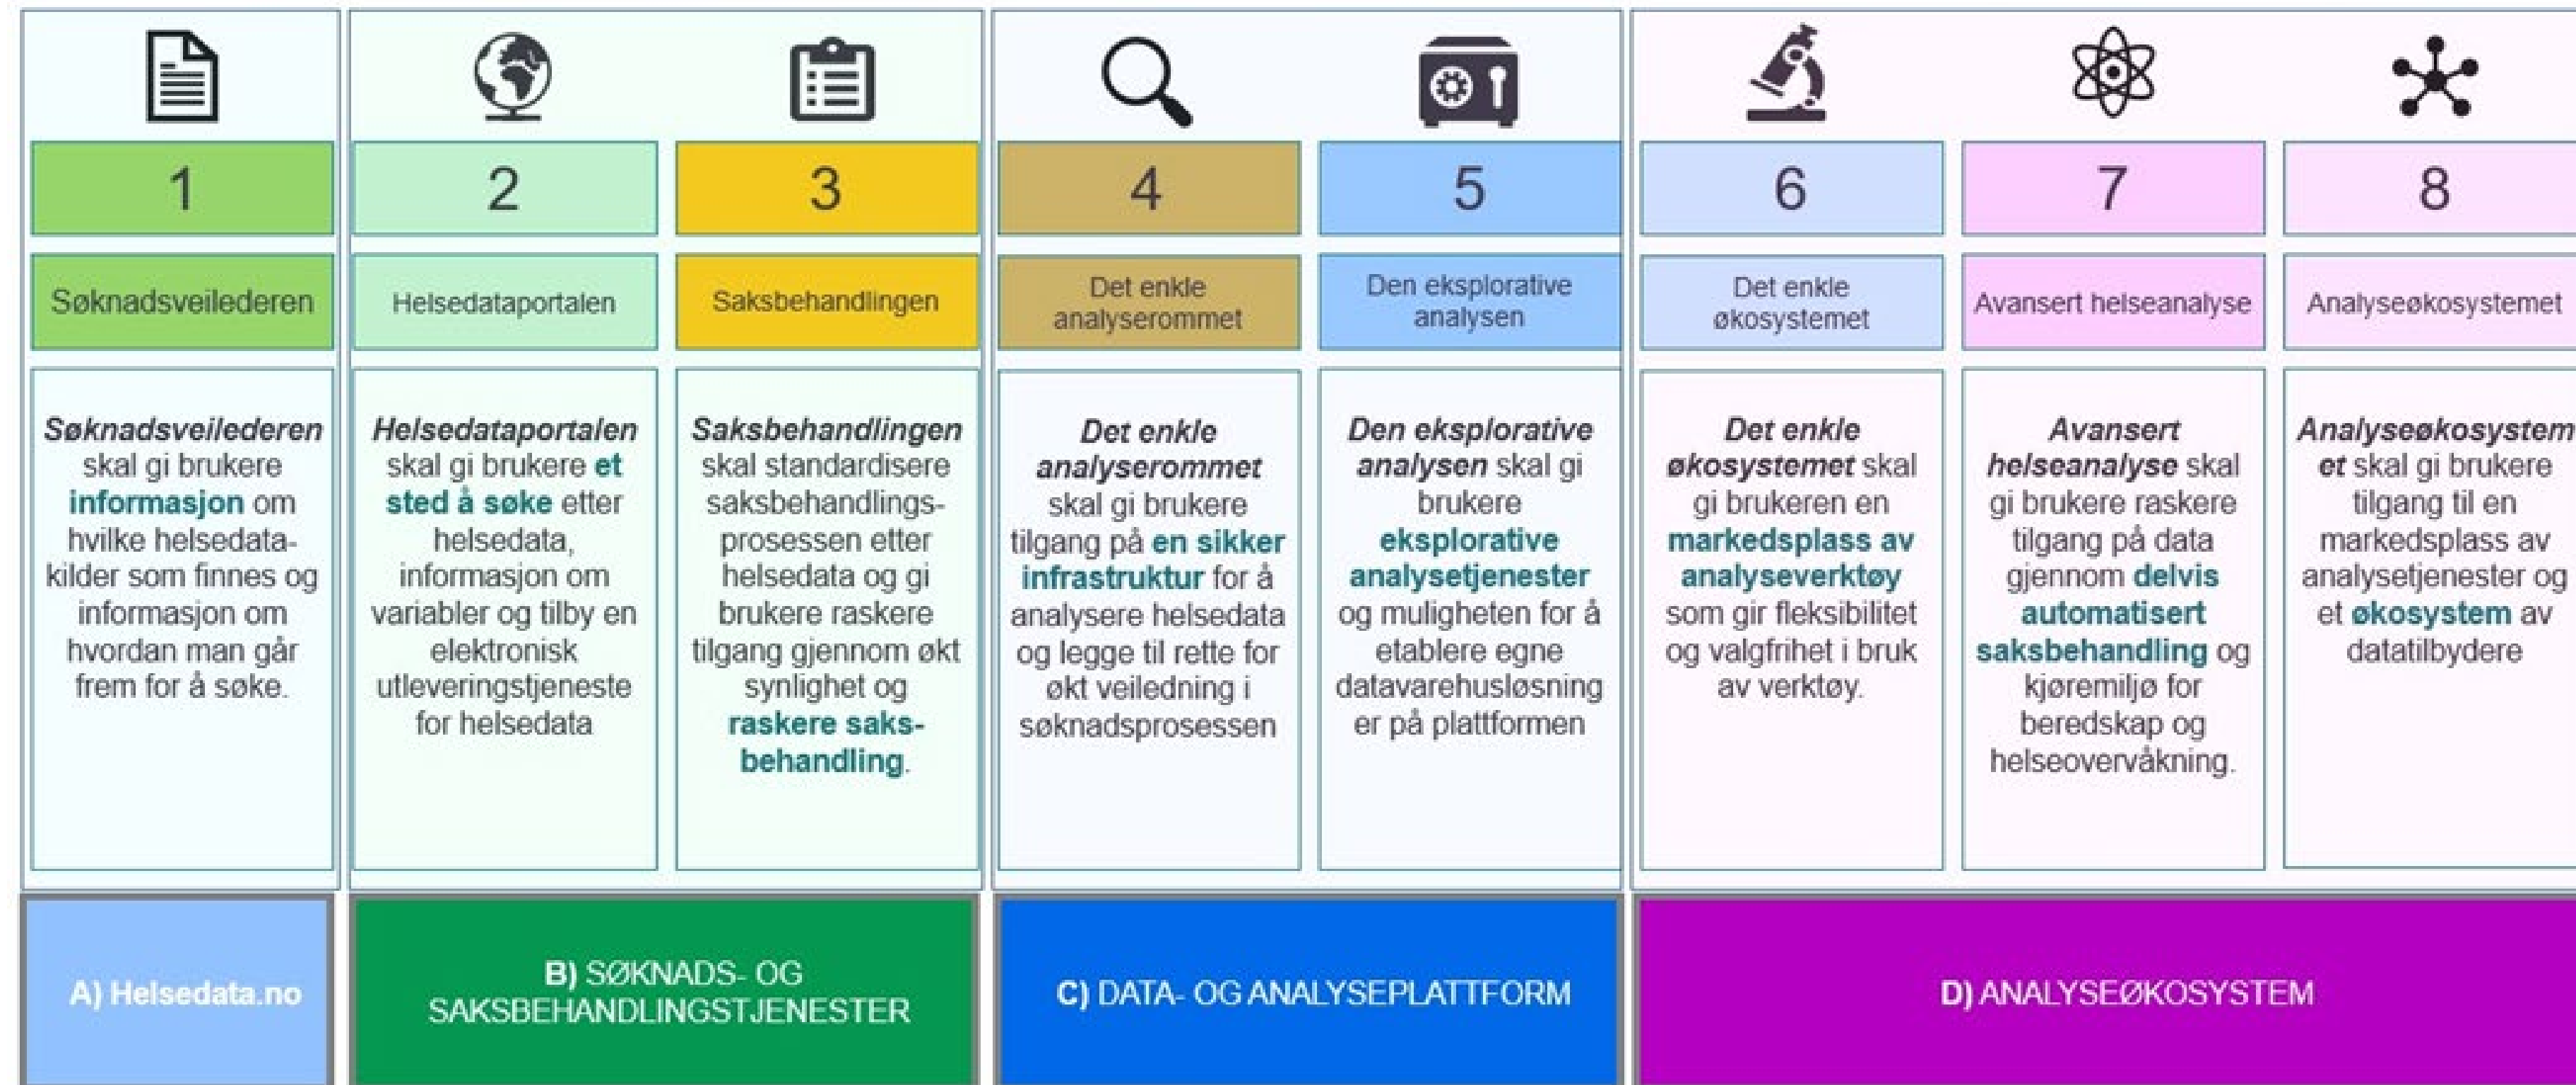 1
2
3
4
5
6
7
8
Søknadsveilederen
Helsedataportalen
Saksbehandlingen
Det enkle
analyserommet
Den eksplorative
analysen
Det enkle
økosystemet
Avansert helseanalyse
Analyseøkosystemet
Søknadsveilederen
skal gi brukere
informasjon om
hvilke helsedata-
kilder som finnes og
informasjon om
hvordan man går
frem for å søke.
Helsedataportalen
skal gi brukere et
sted å søke etter
helsedata,
informasjon om
variabler og tilby en
elektronisk
utleveringstjeneste
for helsedata
Saksbehandlingen
skal standardisere
saksbehandlings-
prosessen etter
helsedata og gi
brukere raskere
tilgang gjennom økt
synlighet og
raskere saks-
behandling.
Det enkle
analyserommet
skal gi brukere
tilgang på en sikker
infrastruktur for å
analysere helsedata
og legge til rette for
økt veiledning i
søknadsprosessen
Den eksplorative
analysen skal gi
brukere
eksplorative
analysetjenester
og muligheten for å
etablere egne
datavarehusløsning
er på plattformen
Det enkle
økosystemet skal
gi brukeren en
markedsplass av
analyseverktøy
som gir fleksibilitet
og valgfrihet i bruk
av verktøy.
Avansert
helseanalyse skal
gi brukere raskere
tilgang på data
gjennom delvis
automatisert
saksbehandling og
kjøremiljø for
beredskap og
helseovervåkning.
Analyseøkosystem
et skal gi brukere
tilgang til en
markedsplass av
analysetjenester og
et økosystem av
datatilbydere
A) Helsedata.no
B) SØKNADS- OG
SAKSBEHANDLINGSTJENESTER
C) DATA- OG ANALYSEPLATTFORM
D) ANALYSEØKOSYSTEM